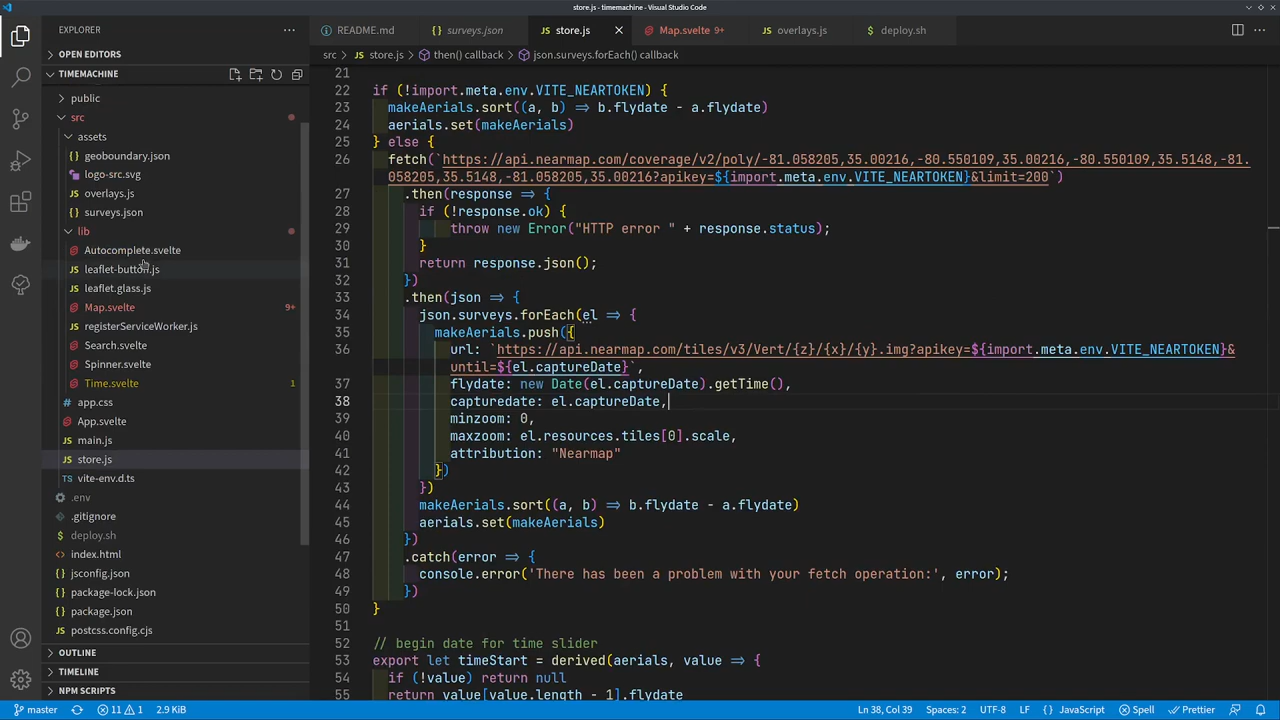 store.js - timemachine - Visual Studio Code
EXPLORER
README.md
surveys.json
store.js
Map.svelte 9+
overlays.js
deploy.sh
OPEN EDITORS
src > store.js > then() callback > json.surveys.forEach() callback
TIMEMACHINE
public
src
assets
geoboundary.json
logo-src.svg
overlays.js
surveys.json
lib
Autocomplete.svelte
leaflet-button.js
leaflet.glass.js
Map.svelte 9+
registerServiceWorker.js
Search.svelte
Spinner.svelte
Time.svelte 1
app.css
App.svelte
main.js
store.js
vite-env.d.ts
.env
.gitignore
deploy.sh
index.html
jsconfig.json
package-lock.json
package.json
postcss.config.cjs
OUTLINE
TIMELINE
NPM SCRIPTS
21
22 if (!import.meta.env.VITE_NEARTOKEN) {
23 makeAerials.sort((a, b) => b.flydate - a.flydate)
24 aerials.set(makeAerials)
25 } else {
26 fetch(`https://api.nearmap.com/coverage/v2/poly/-81.058205,35.00216,-80.550109,35.00216,-80.550109,35.5148,-81.
058205,35.5148,-81.058205,35.00216?apikey=${import.meta.env.VITE_NEARTOKEN}&limit=200`)
27 .then(response => {
28 if (!response.ok) {
29 throw new Error("HTTP error " + response.status);
30 }
31 return response.json();
32 })
33 .then(json => {
34 json.surveys.forEach(el => {
35 makeAerials.push({
36 url: `https://api.nearmap.com/tiles/v3/Vert/{z}/{x}/{y}.img?apikey=${import.meta.env.VITE_NEARTOKEN}&
until=${el.captureDate}`,
37 flydate: new Date(el.captureDate).getTime(),
38 capturedate: el.captureDate,
39 minzoom: 0,
40 maxzoom: el.resources.tiles[0].scale,
41 attribution: "Nearmap"
42 })
43 })
44 makeAerials.sort((a, b) => b.flydate - a.flydate)
45 aerials.set(makeAerials)
46 })
47 .catch(error => {
48 console.error('There has been a problem with your fetch operation:', error);
49 })
50 }
51
52 // begin date for time slider
53 export let timeStart = derived(aerials, value => {
54 if (!value) return null
55 return value[value.length - 1].flydate
master
11 1
2.9 KiB
Ln 38, Col 39
Spaces: 2
UTF-8
LF
{ } JavaScript
Spell
Prettier